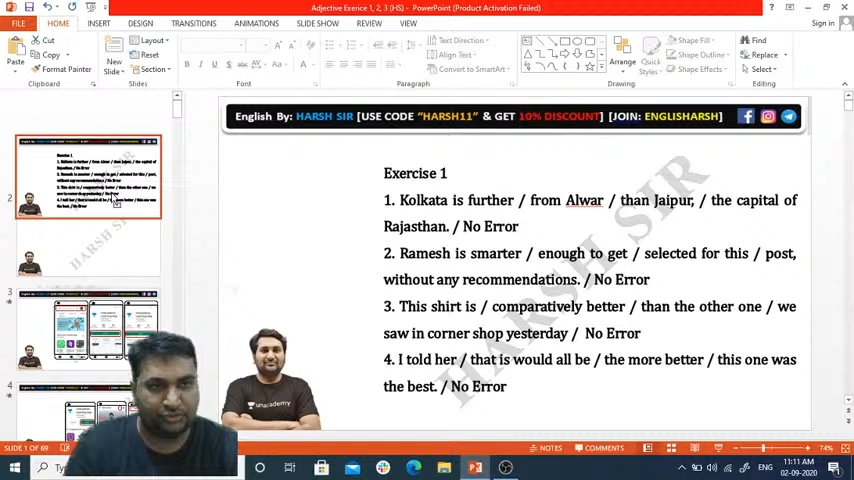 Adjective Exerice 1, 2, 3 (HS) - PowerPoint (Product Activation Failed)
FILE HOME INSERT DESIGN TRANSITIONS ANIMATIONS SLIDE SHOW REVIEW VIEW Sign in
Cut Layout Text Direction Shape Fill Find
Copy Reset Align Text Shape Outline Replace
Paste Format Painter New Slide Section Convert to SmartArt Arrange Quick Styles Shape Effects Select
Clipboard Slides Font Paragraph Drawing Editing
English By: HARSH SIR [USE CODE "HARSH11" & GET 10% DISCOUNT] [JOIN: ENGLISHARSH]
Exercise 1
1. Kolkata is further / from Alwar / than Jaipur, / the capital of
Rajasthan. / No Error
2. Ramesh is smarter / enough to get / selected for this / post,
without any recommendations. / No Error
3. This shirt is / comparatively better / than the other one / we
saw in corner shop yesterday / No Error
4. I told her / that is would all be / the more better / this one was
the best. / No Error
HARSH SIR
unacademy
2
3
4
SLIDE 1 OF 69 NOTES COMMENTS 74%
Ty
ENG 11:11 AM
02-09-2020